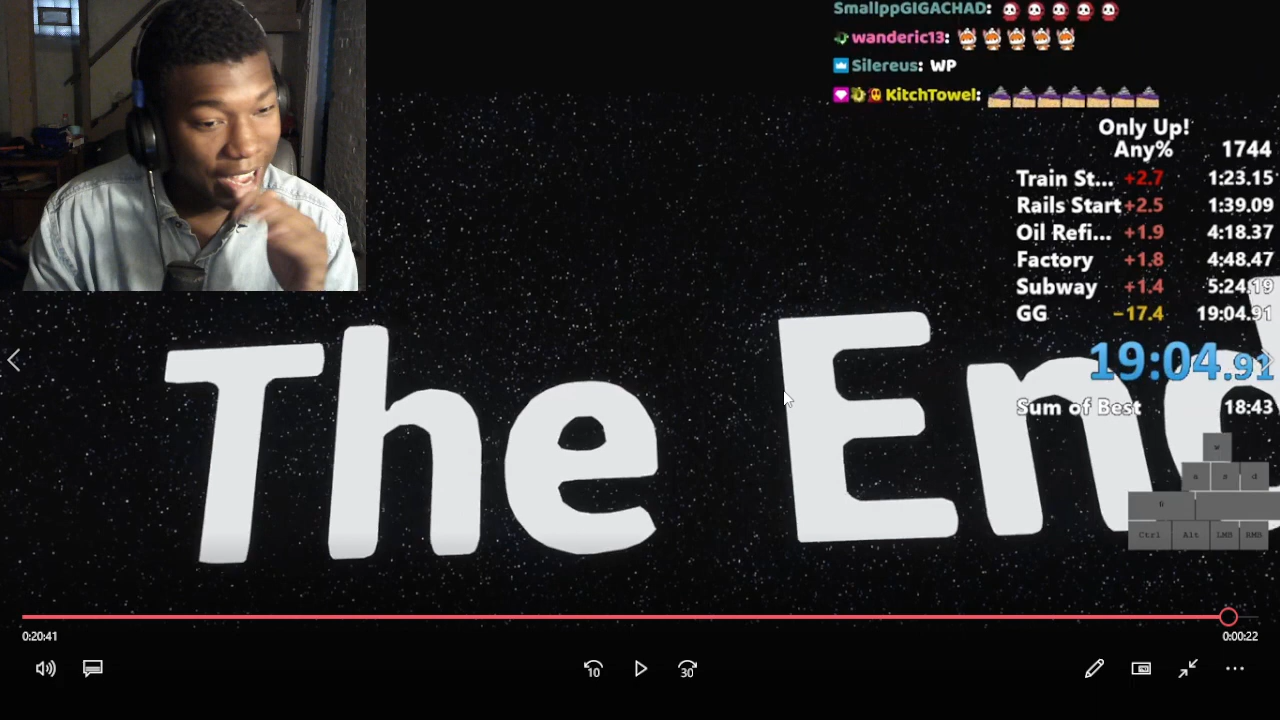 SmallppGIGACHAD:
wanderic13:
Silereus: WP
KitchTowel:
Only Up!
Any% 1744
Train St... +2.7 1:23.15
Rails Start +2.5 1:39.09
Oil Refi... +1.9 4:18.37
Factory +1.8 4:48.47
Subway +1.4 5:24.19
GG -17.4 19:04.91
19:04.91
Sum of Best 18:43
The End
w
a s d
R
Ctrl Alt LMB RMB
0:20:41 0:00:22
10 30